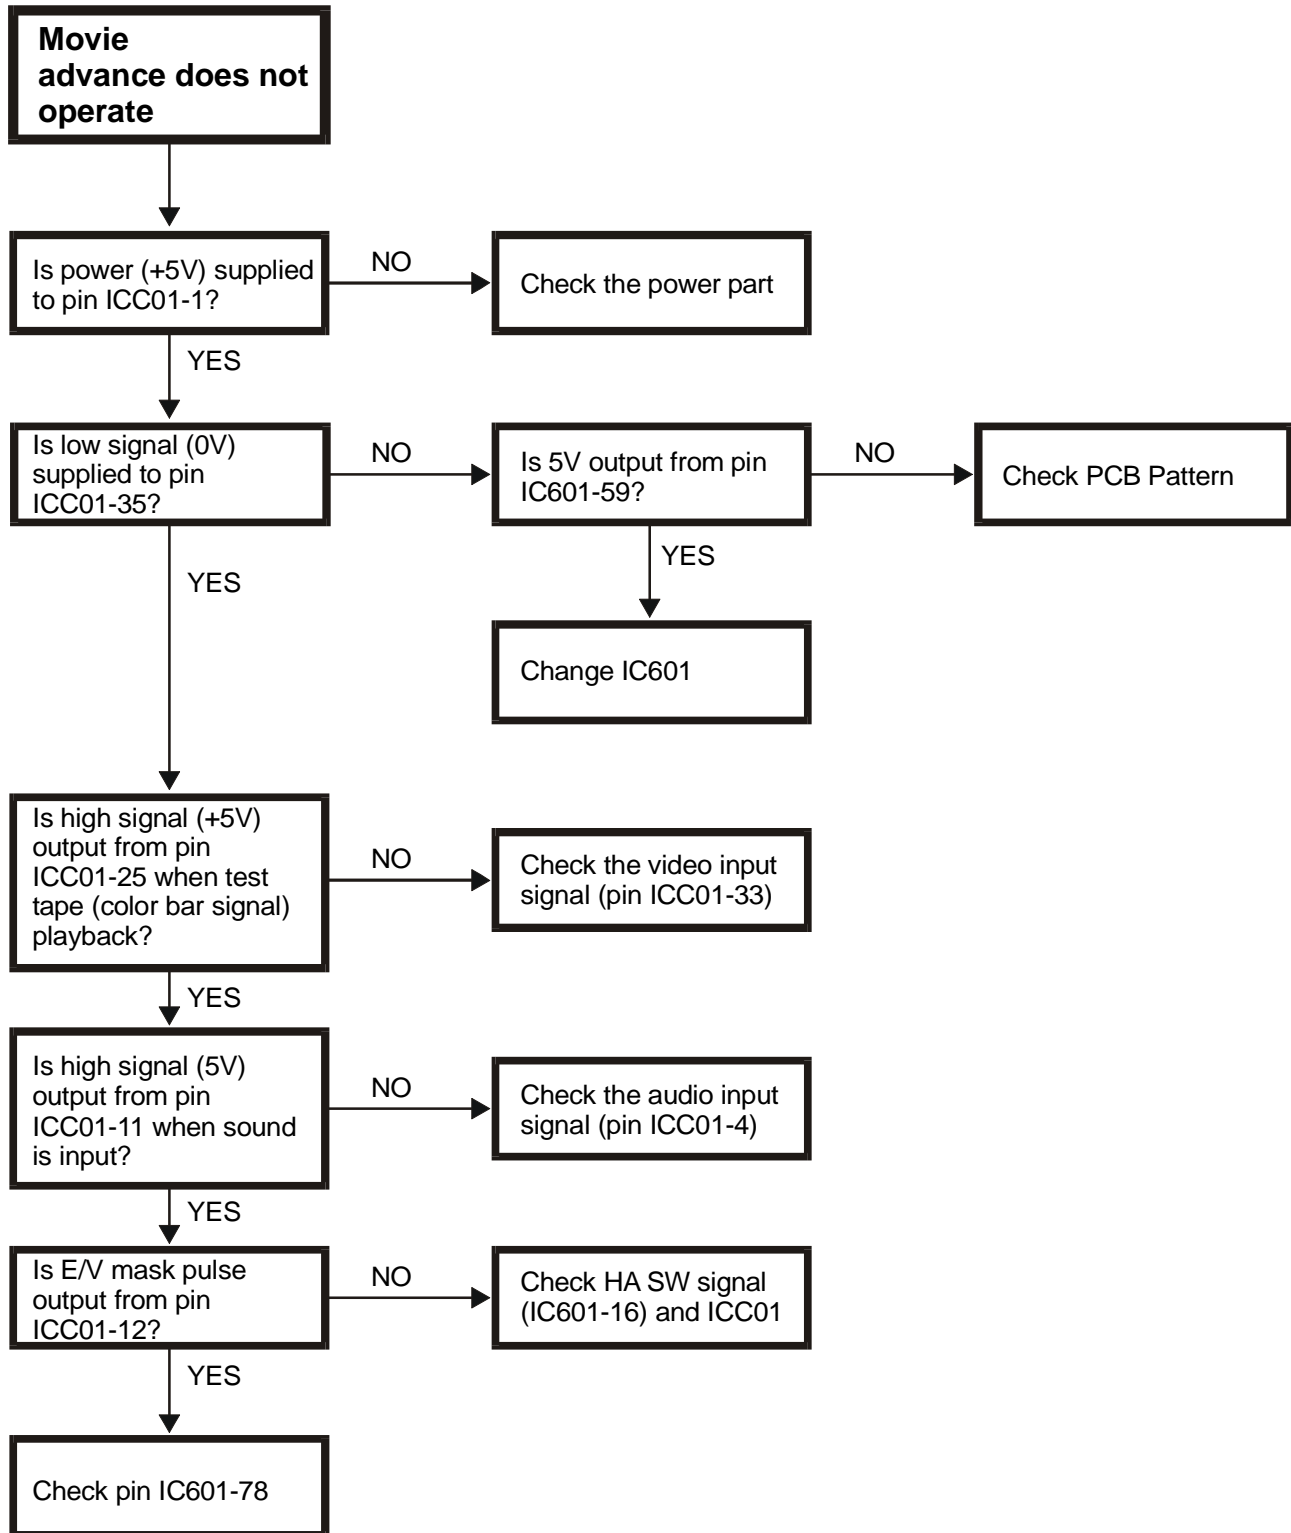 Movie
advance does not
operate
Is power (+5V) supplied
to pin ICC01-1?
NO
Check the power part
YES
Is low signal (0V)
supplied to pin
ICC01-35?
NO
Is 5V output from pin
IC601-59?
NO
Check PCB Pattern
YES
YES
Change IC601
Is high signal (+5V)
output from pin
ICC01-25 when test
tape (color bar signal)
playback?
NO
Check the video input
signal (pin ICC01-33)
YES
Is high signal (5V)
output from pin
ICC01-11 when sound
is input?
NO
Check the audio input
signal (pin ICC01-4)
YES
Is E/V mask pulse
output from pin
ICC01-12?
NO
Check HA SW signal
(IC601-16) and ICC01
YES
Check pin IC601-78